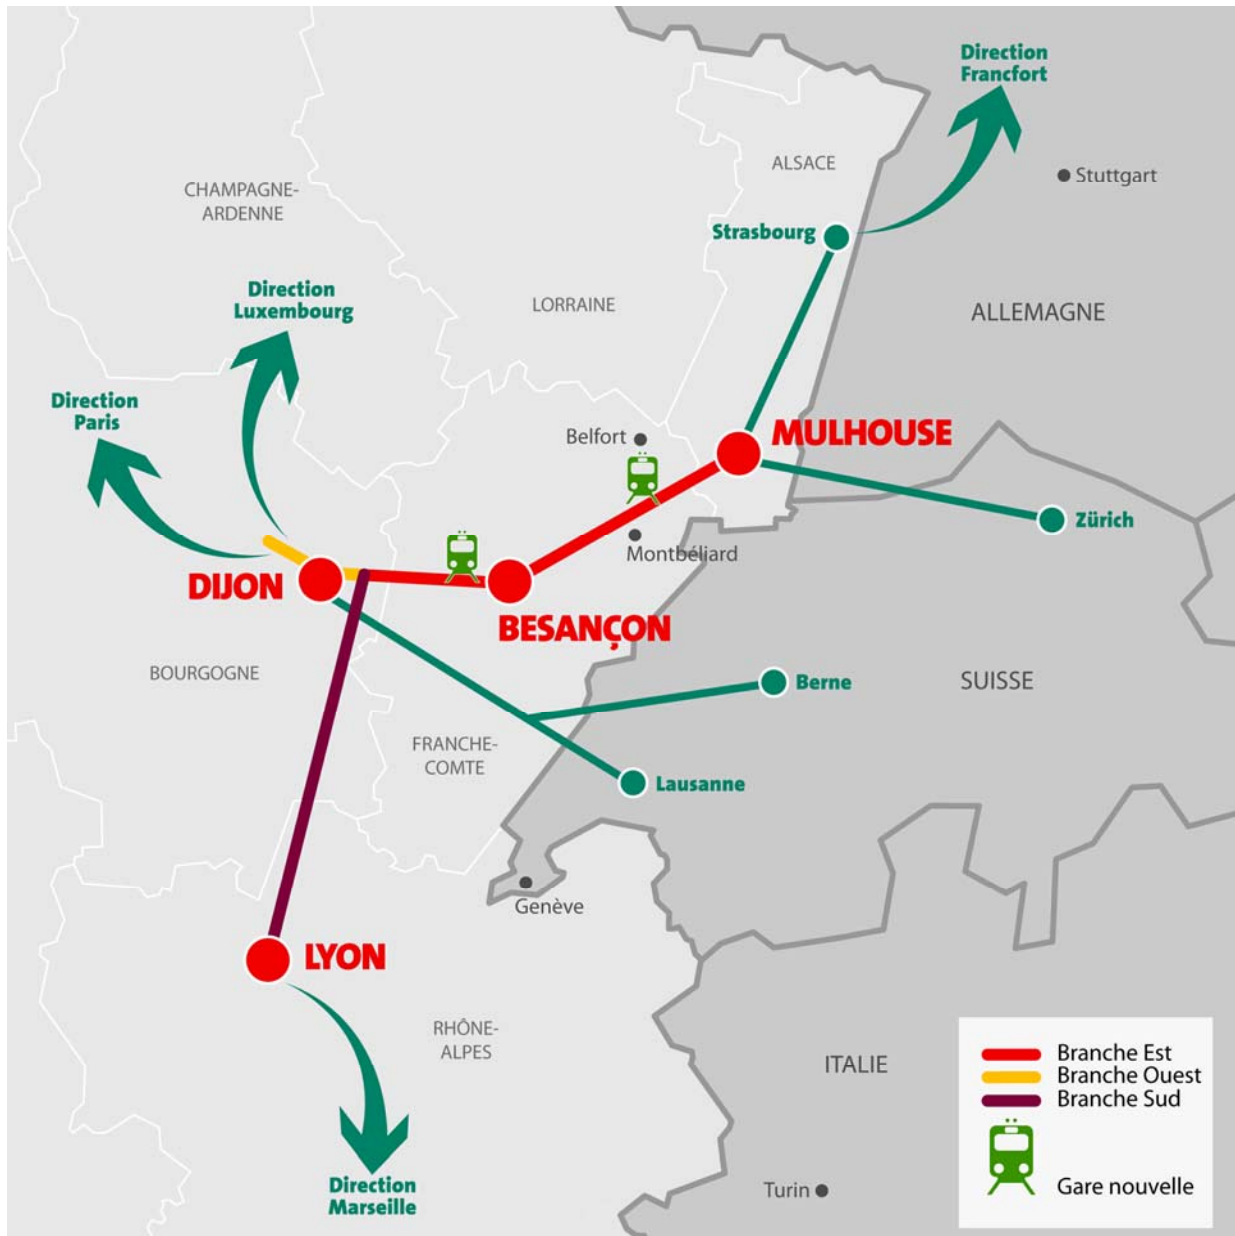 Direction
Francfort
ALSACE
Stuttgart
CHAMPAGNE-
ARDENNE
Strasbourg
Direction
Luxembourg
LORRAINE
ALLEMAGNE
Direction
Paris
Belfort
MULHOUSE
Zürich
Montbéliard
DIJON
BESANÇON
BOURGOGNE
Berne
SUISSE
FRANCHE-
COMTE
Lausanne
Genève
LYON
RHÔNE-
ALPES
ITALIE
Direction
Marseille
Turin
Branche Est
Branche Ouest
Branche Sud
Gare nouvelle